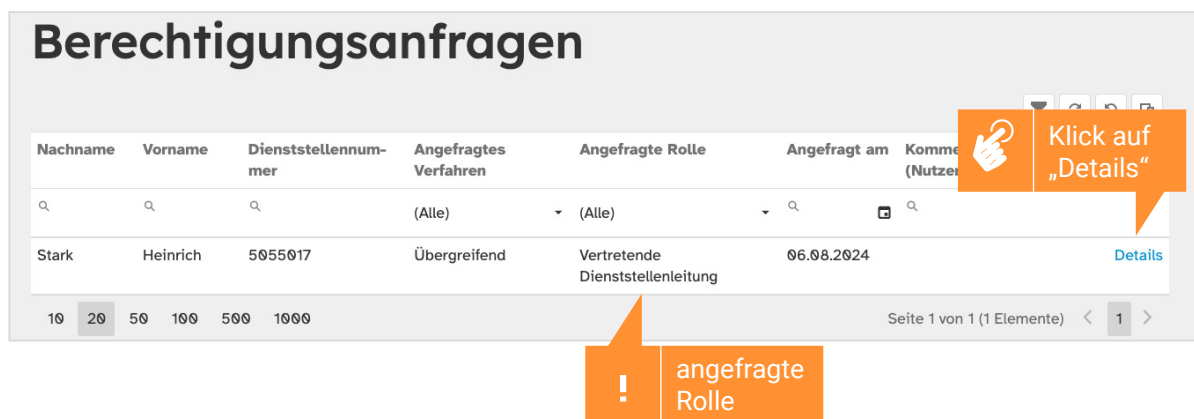 Berechtigungsanfragen
Klick auf
„Details“
Nachname Vorname Dienststellennum- Angefragtes Angefragte Rolle Angefragt am
mer Verfahren
(Alle) (Alle)
Stark Heinrich 5055017 Übergreifend Vertretende 06.08.2024 Details
Dienststellenleitung
10 20 50 100 500 1000 Seite 1 von 1 (1 Elemente) < 1 >
! angefragte
Rolle